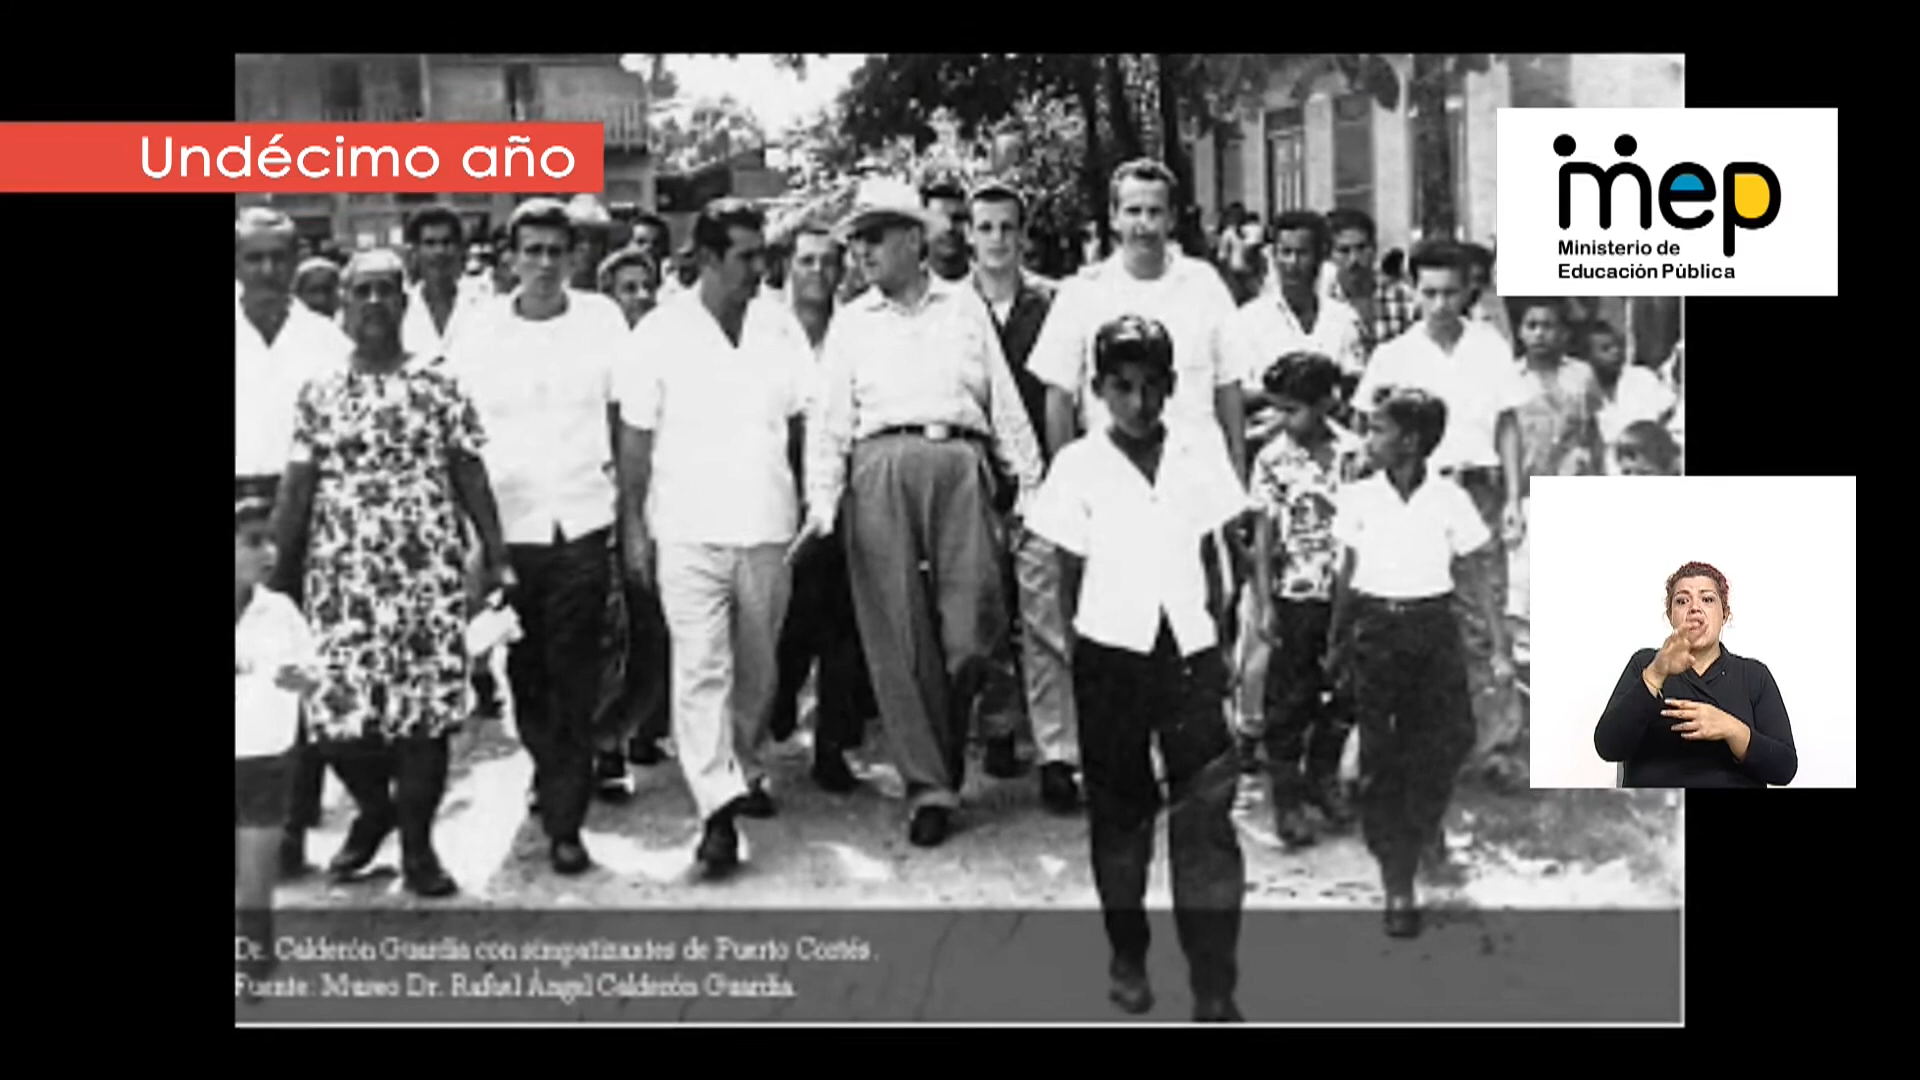 Undécimo año
mep
Ministerio de
Educación Pública
Dr. Calderón Guardia con simpatizantes de Puerto Cortés.
Fuente: Museo Dr. Rafael Ángel Calderón Guardia.